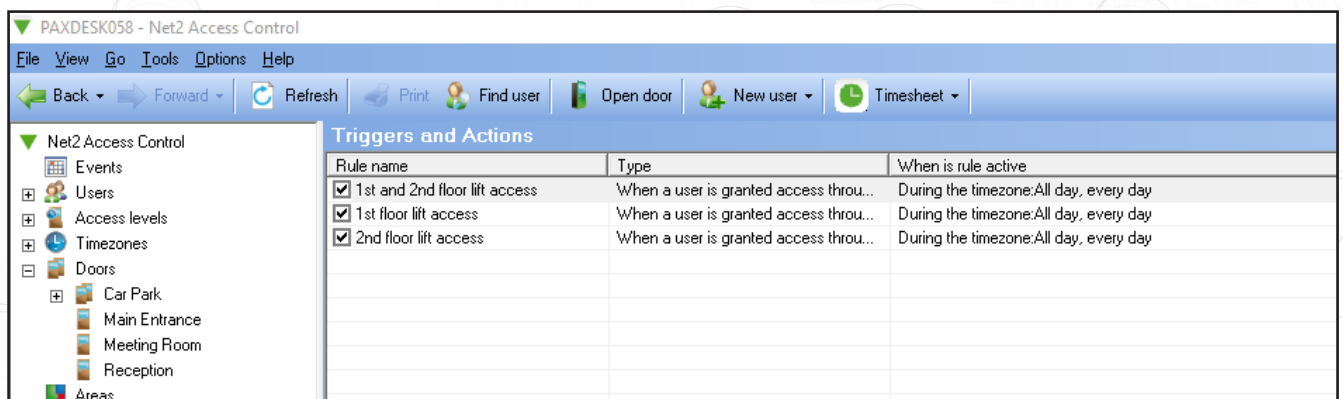 PAXDESK058 - Net2 Access Control
File View Go Tools Options Help
Back Forward Refresh Print Find user Open door New user Timesheet
Net2 Access Control
Events
Users
Access levels
Timezones
Doors
Car Park
Main Entrance
Meeting Room
Reception
Areas
Triggers and Actions
Rule name Type When is rule active
1st and 2nd floor lift access When a user is granted access throu... During the timezone:All day, every day
1st floor lift access When a user is granted access throu... During the timezone:All day, every day
2nd floor lift access When a user is granted access throu... During the timezone:All day, every day